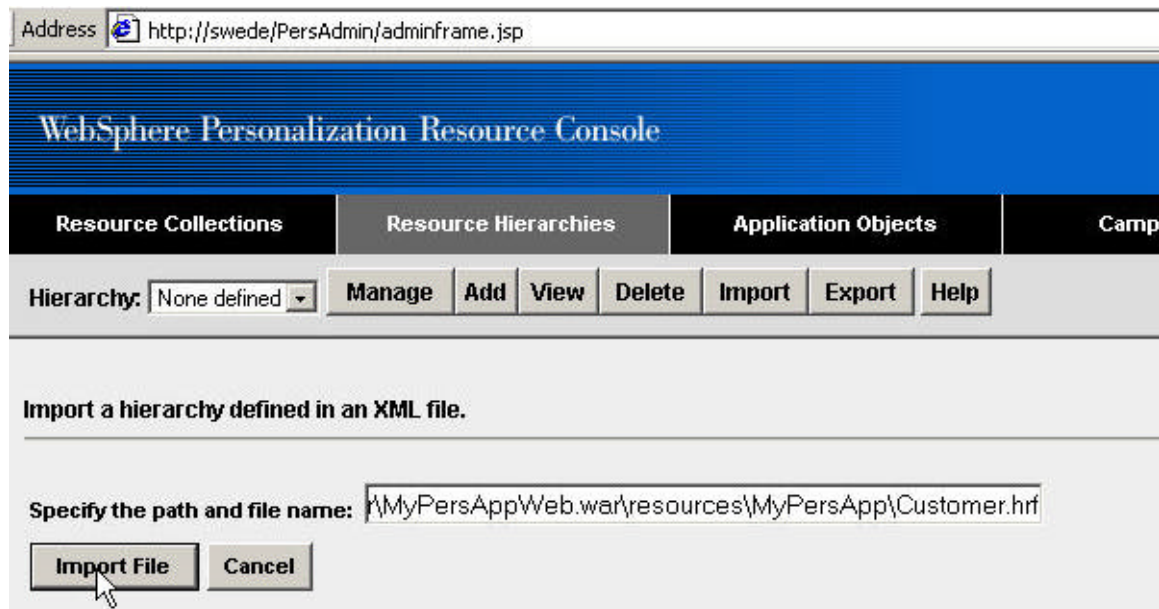 Address http://swede/PersAdmin/adminframe.jsp
WebSphere Personalization Resource Console
Resource Collections Resource Hierarchies Application Objects Camp
Hierarchy: None defined Manage Add View Delete Import Export Help
Import a hierarchy defined in an XML file.
Specify the path and file name: r\MyPersAppWeb.war\resources\MyPersApp\Customer.hrf
Import File Cancel